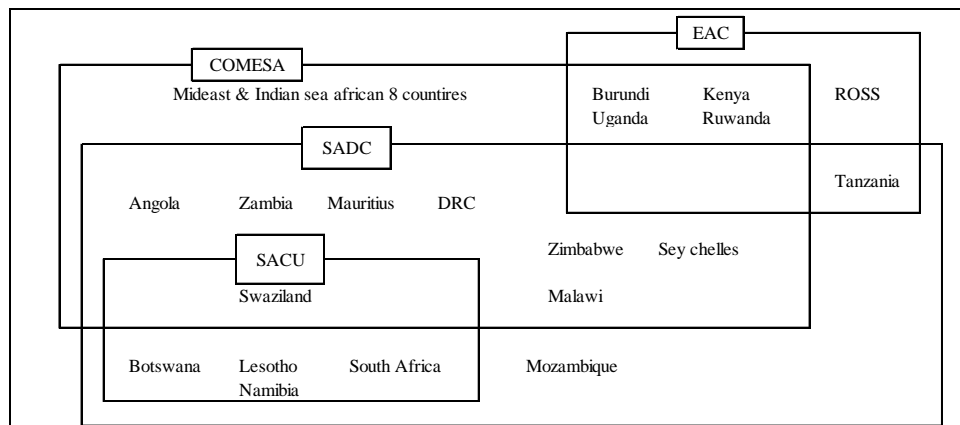 EAC
COMESA
Mideast & Indian sea african 8 countires
Burundi Kenya ROSS
Uganda Ruwanda
SADC
Tanzania
Angola Zambia Mauritius DRC
Zimbabwe Sey chelles
SACU
Swaziland Malawi
Botswana Lesotho South Africa Mozambique
Namibia